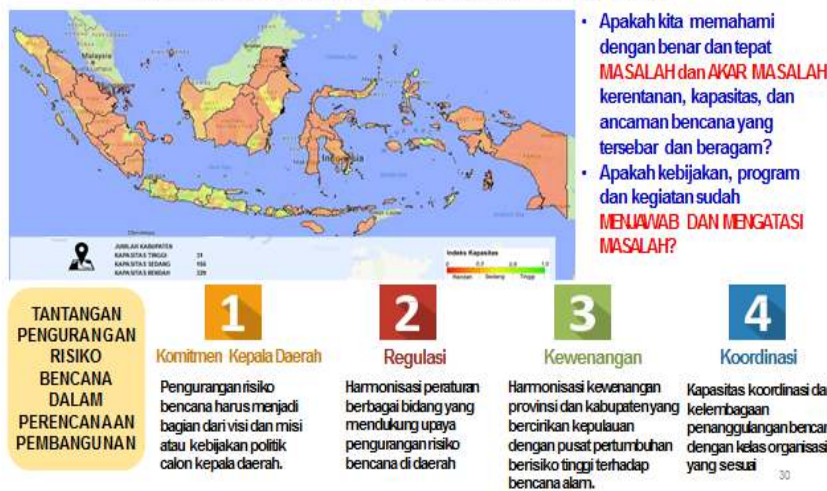 • Apakah kita memahami
dengan benar dan tepat
MASALAH dan AKAR MASALAH
kerentanan, kapasitas, dan
ancaman bencana yang
tersebar dan beragam?
• Apakah kebijakan, program
dan kegiatan sudah
MENJAWAB DAN MENGATASI
MASALAH?
Malaysia
Indonesia
JUMLAH KABUPATEN
KAPASITAS TINGGI
KAPASITAS SEDANG
KAPASITAS RENDAH
Indeks Kapasitas
Rendah Sedang Tinggi
TANTANGAN
PENGURANGAN
RISIKO
BENCANA
DALAM
PERENCANAAN
PEMBANGUNAN
1
Komitmen Kepala Daerah
Pengurangan risiko
bencana harus menjadi
bagian dari visi dan misi
atau kebijakan politik
calon kepala daerah.
2
Regulasi
Harmonisasi peraturan
berbagai bidang yang
mendukung upaya
pengurangan risiko
bencana di daerah
3
Kewenangan
Harmonisasi kewenangan
provinsi dan kabupaten yang
bercirikan kepulauan
dengan pusat pertumbuhan
berisiko tinggi terhadap
bencana alam.
4
Koordinasi
Kapasitas koordinasi da
kelembagaan
penanggulangan bencan
dengan kelas organisasi
yang sesuai
30